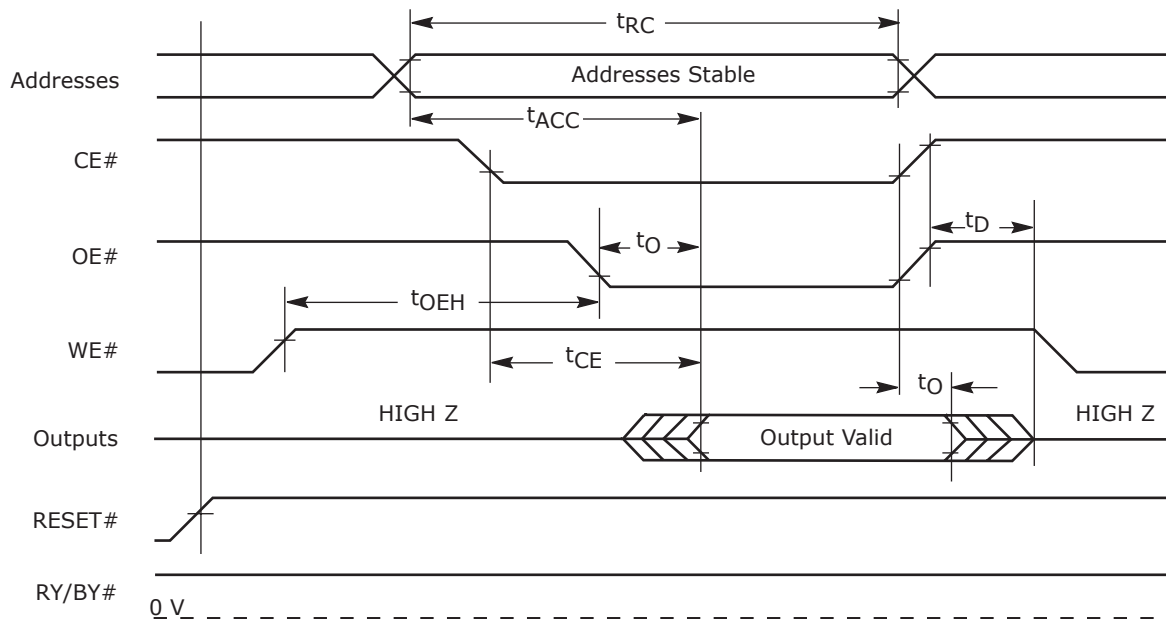 tRC
Addresses
Addresses Stable
tACC
CE#
tD
OE#
tO
tOEH
WE#
tCE
tO
HIGH Z
HIGH Z
Outputs
Output Valid
RESET#
RY/BY#
0 V